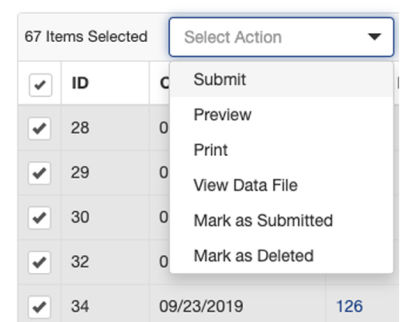 67 Items Selected Select Action
Submit
ID
Preview
28
Print
29
View Data File
30
Mark as Submitted
32
Mark as Deleted
34 09/23/2019 126